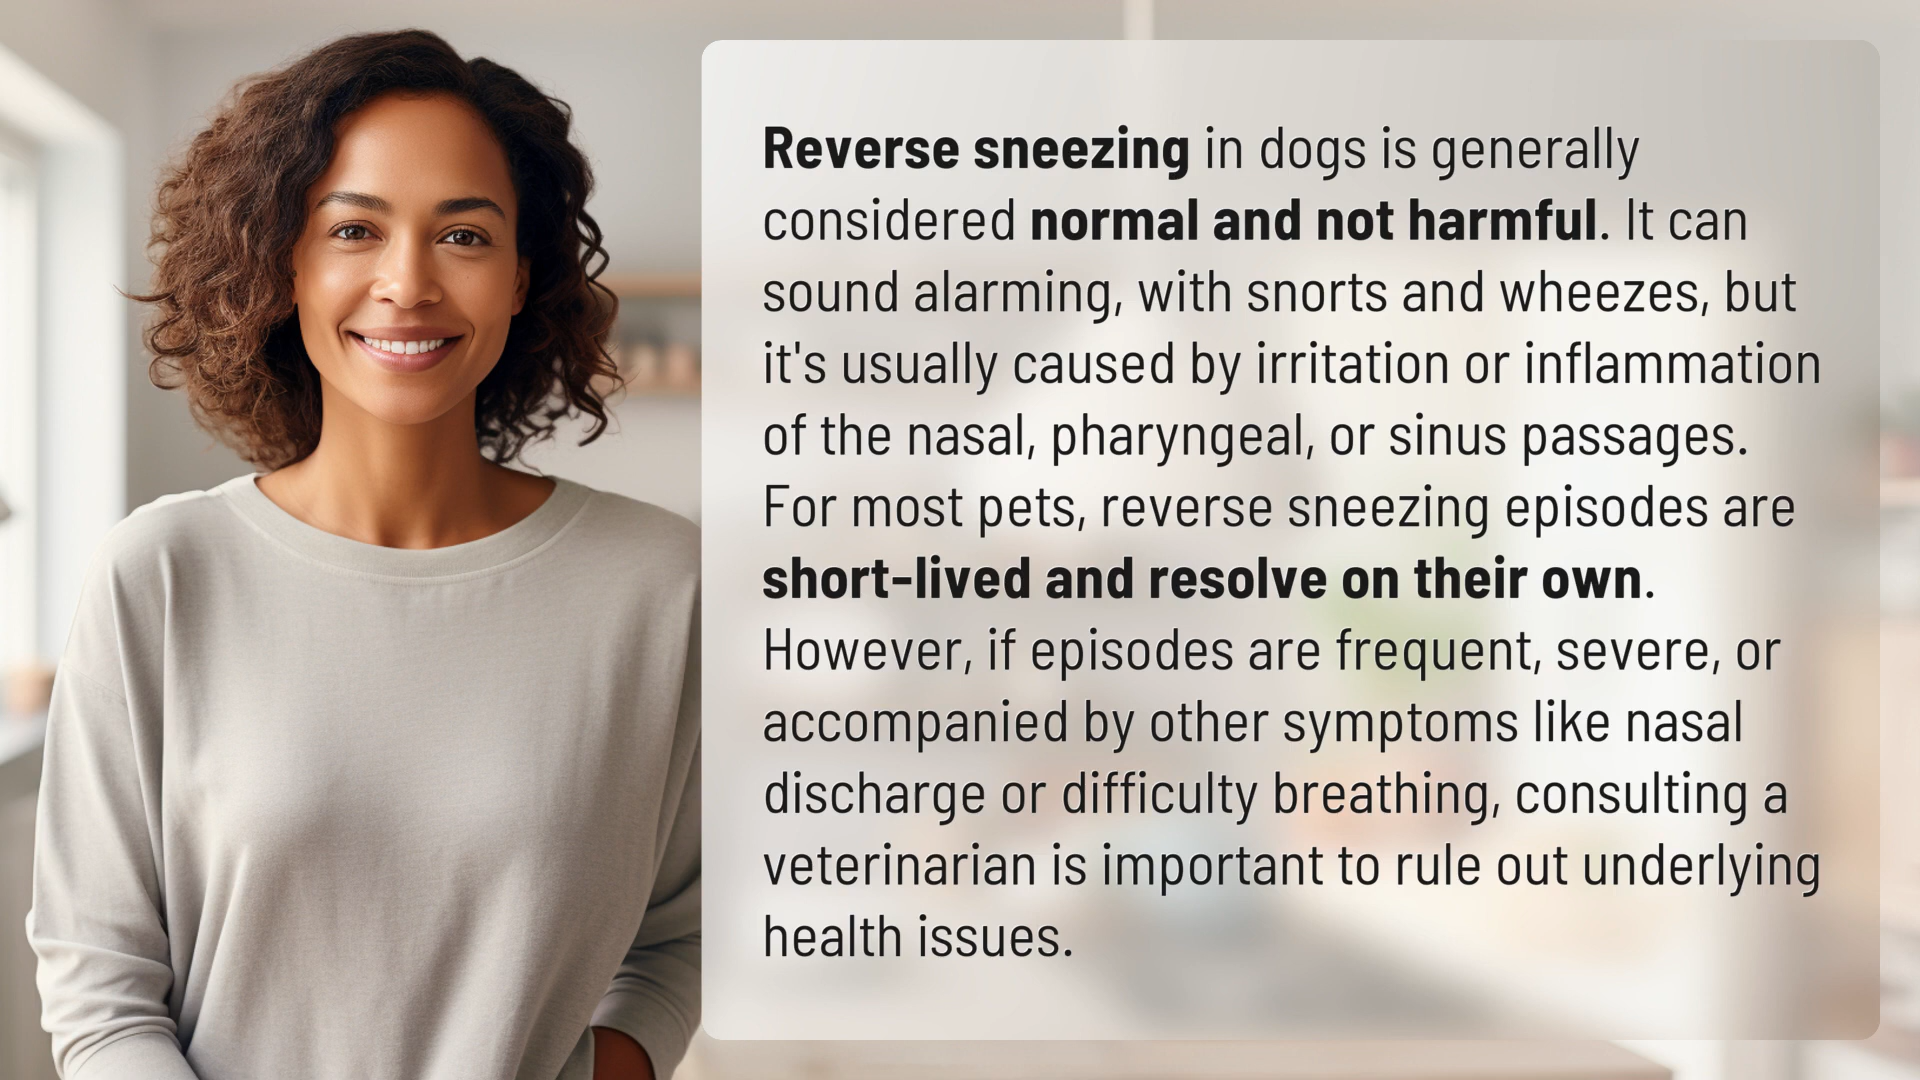 Reverse sneezing in dogs is generally
considered normal and not harmful. It can
sound alarming, with snorts and wheezes, but
it's usually caused by irritation or inflammation
of the nasal, pharyngeal, or sinus passages.
For most pets, reverse sneezing episodes are
short-lived and resolve on their own.
However, if episodes are frequent, severe, or
accompanied by other symptoms like nasal
discharge or difficulty breathing, consulting a
veterinarian is important to rule out underlying
health issues.